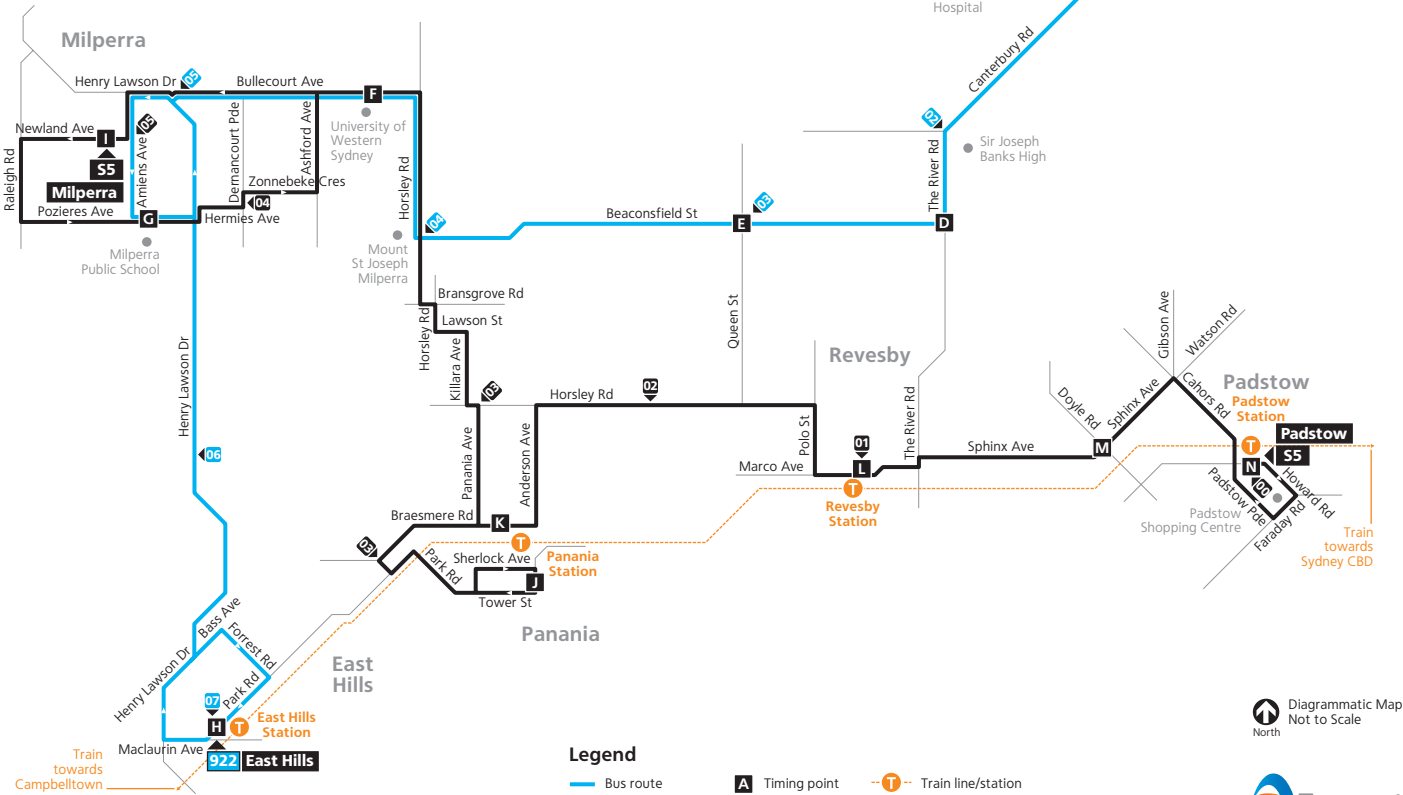 Hospital
Canterbury Rd
Milperra
Henry Lawson Dr
05
Bullecourt Ave
F
University of
Western
Sydney
Newland Ave
I
05
S5
Milperra
Raleigh Rd
Amiens Ave
Dernancourt Pde
Ashford Ave
Zonnebeke Cres
04
Pozieres Ave
G
Hermies Ave
Milperra
Public School
Horsley Rd
04
Mount
St Joseph
Milperra
Beaconsfield St
E
03
02
The River Rd
D
Sir Joseph
Banks High
Bransgrove Rd
Horsley Rd
Lawson St
Killara Ave
03
Queen St
Revesby
Henry Lawson Dr
06
Horsley Rd
02
Panania Ave
Anderson Ave
Polo St
01
Marco Ave
L
The River Rd
Revesby
Station
T
Sphinx Ave
M
Doyle Rd
Sphinx Ave
Gibson Ave
Watson Rd
Cahors Rd
Padstow
Padstow
Station
T
Padstow
S5
N
00
Howard Rd
Padstow Pde
Faraday Rd
Padstow
Shopping Centre
Train
towards
Sydney CBD
Braesmere Rd
K
03
Park Rd
Sherlock Ave
T
Panania
Station
J
Tower St
Panania
East
Hills
Bass Ave
Forrest Rd
Henry Lawson Dr
Park Rd
07
H
T
East Hills
Station
Maclaurin Ave
922
East Hills
Train
towards
Campbelltown
Legend
Bus route
A
Timing point
T
Train line/station
Diagrammatic Map
Not to Scale
North